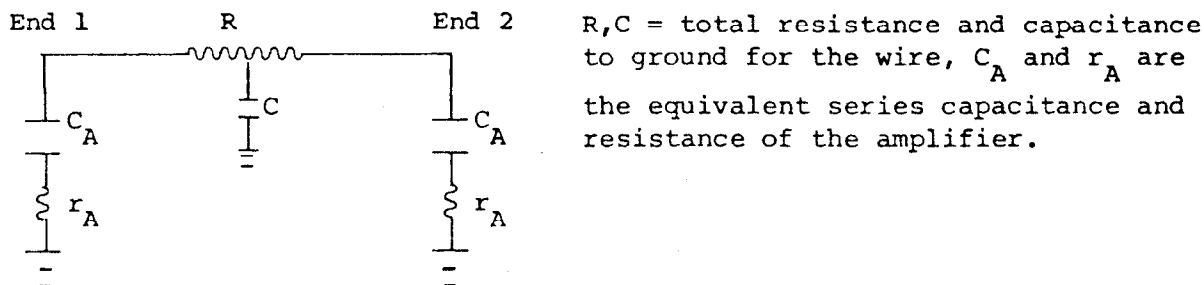 End 1 R End 2
C
C_A C_A
r_A r_A
R,C = total resistance and capacitance
to ground for the wire, C_A and r_A are
the equivalent series capacitance and
resistance of the amplifier.